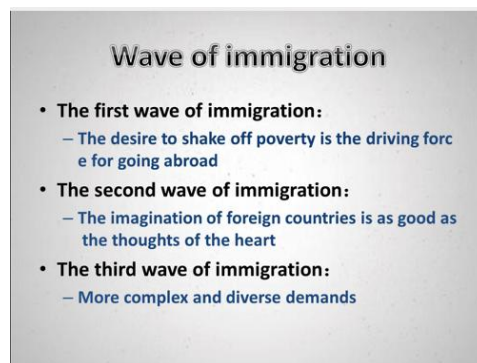 Wave of immigration
• The first wave of immigration：
– The desire to shake off poverty is the driving forc
e for going abroad
• The second wave of immigration：
– The imagination of foreign countries is as good as
the thoughts of the heart
• The third wave of immigration：
– More complex and diverse demands